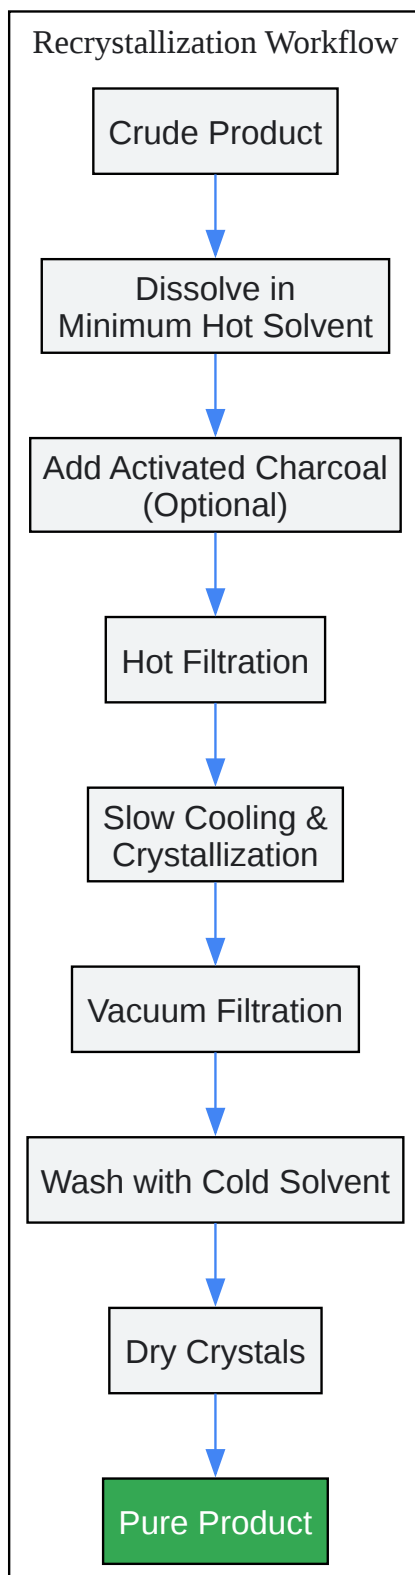 Recrystallization Workflow
Crude Product
Dissolve in
Minimum Hot Solvent
Add Activated Charcoal
(Optional)
Hot Filtration
Slow Cooling &
Crystallization
Vacuum Filtration
Wash with Cold Solvent
Dry Crystals
Pure Product